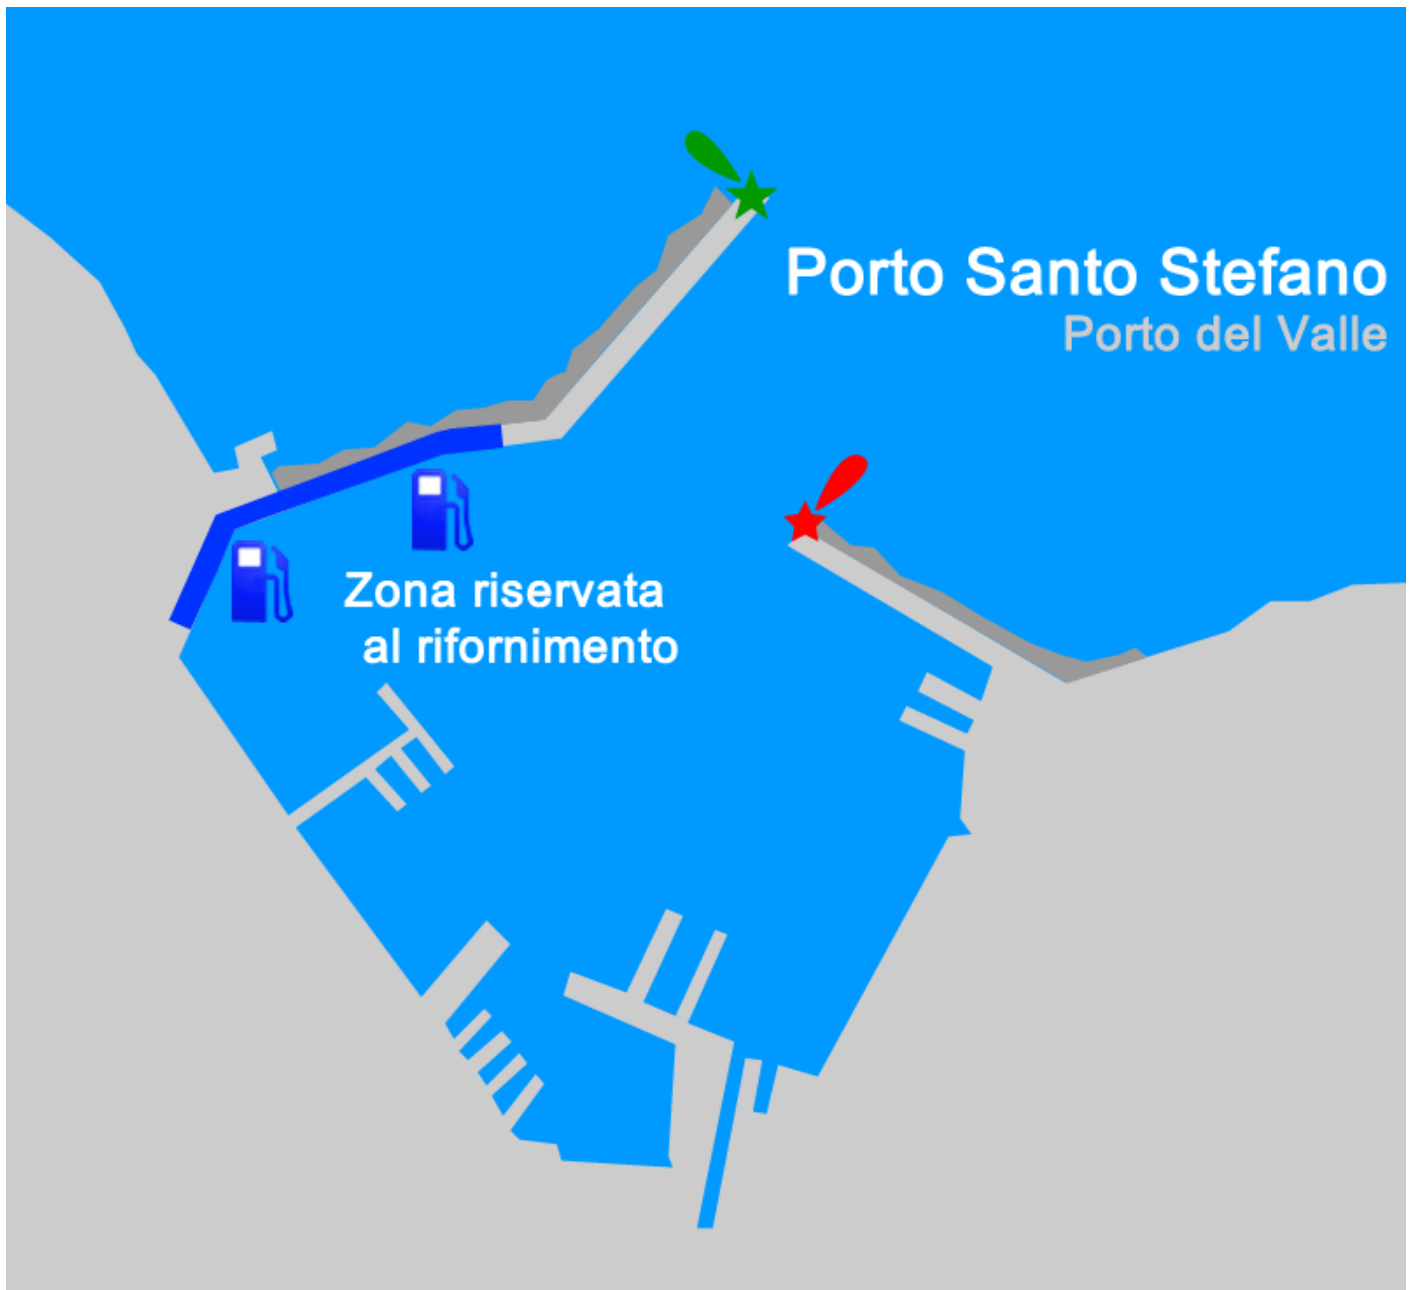 Porto Santo Stefano
Porto del Valle
Zona riservata
al rifornimento